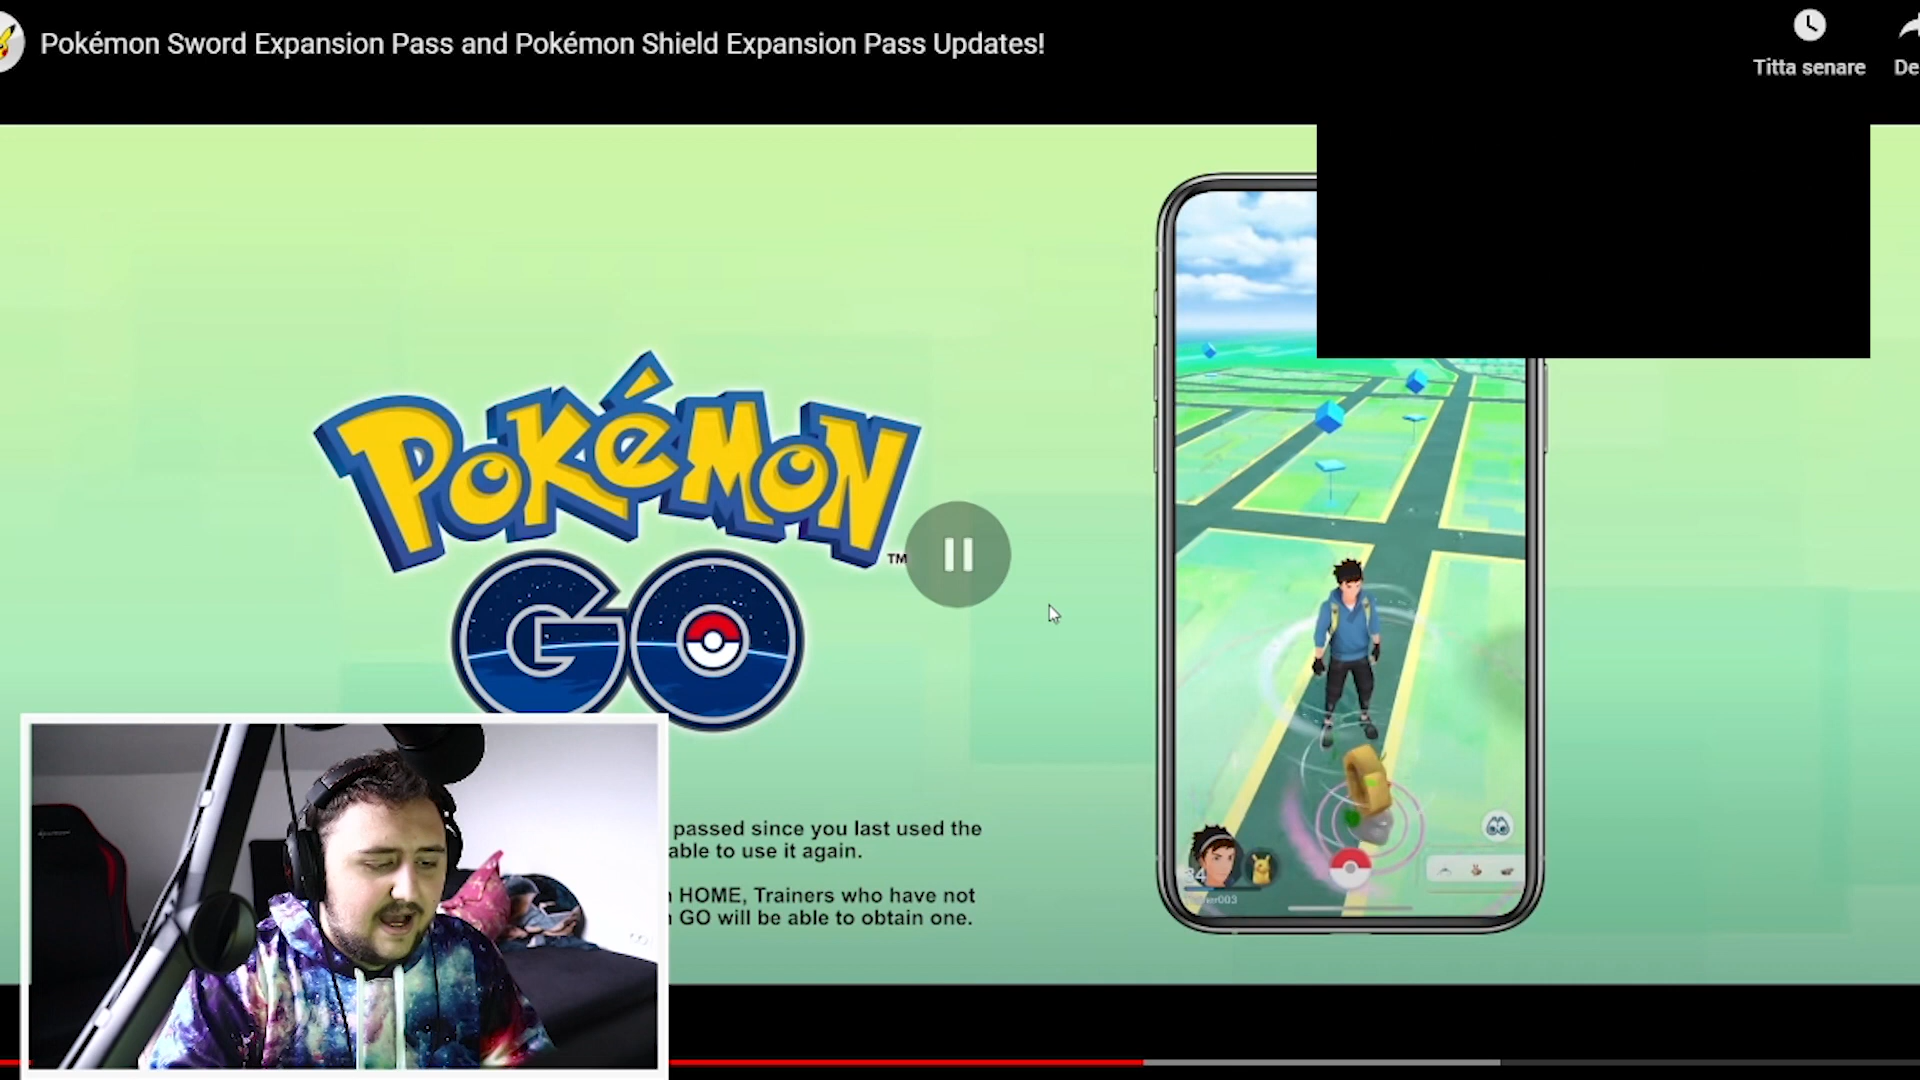 Pokémon Sword Expansion Pass and Pokémon Shield Expansion Pass Updates!
Titta senare
De
POKéMON
TM
GO
passed since you last used the
able to use it again.
HOME, Trainers who have not
GO will be able to obtain one.
34